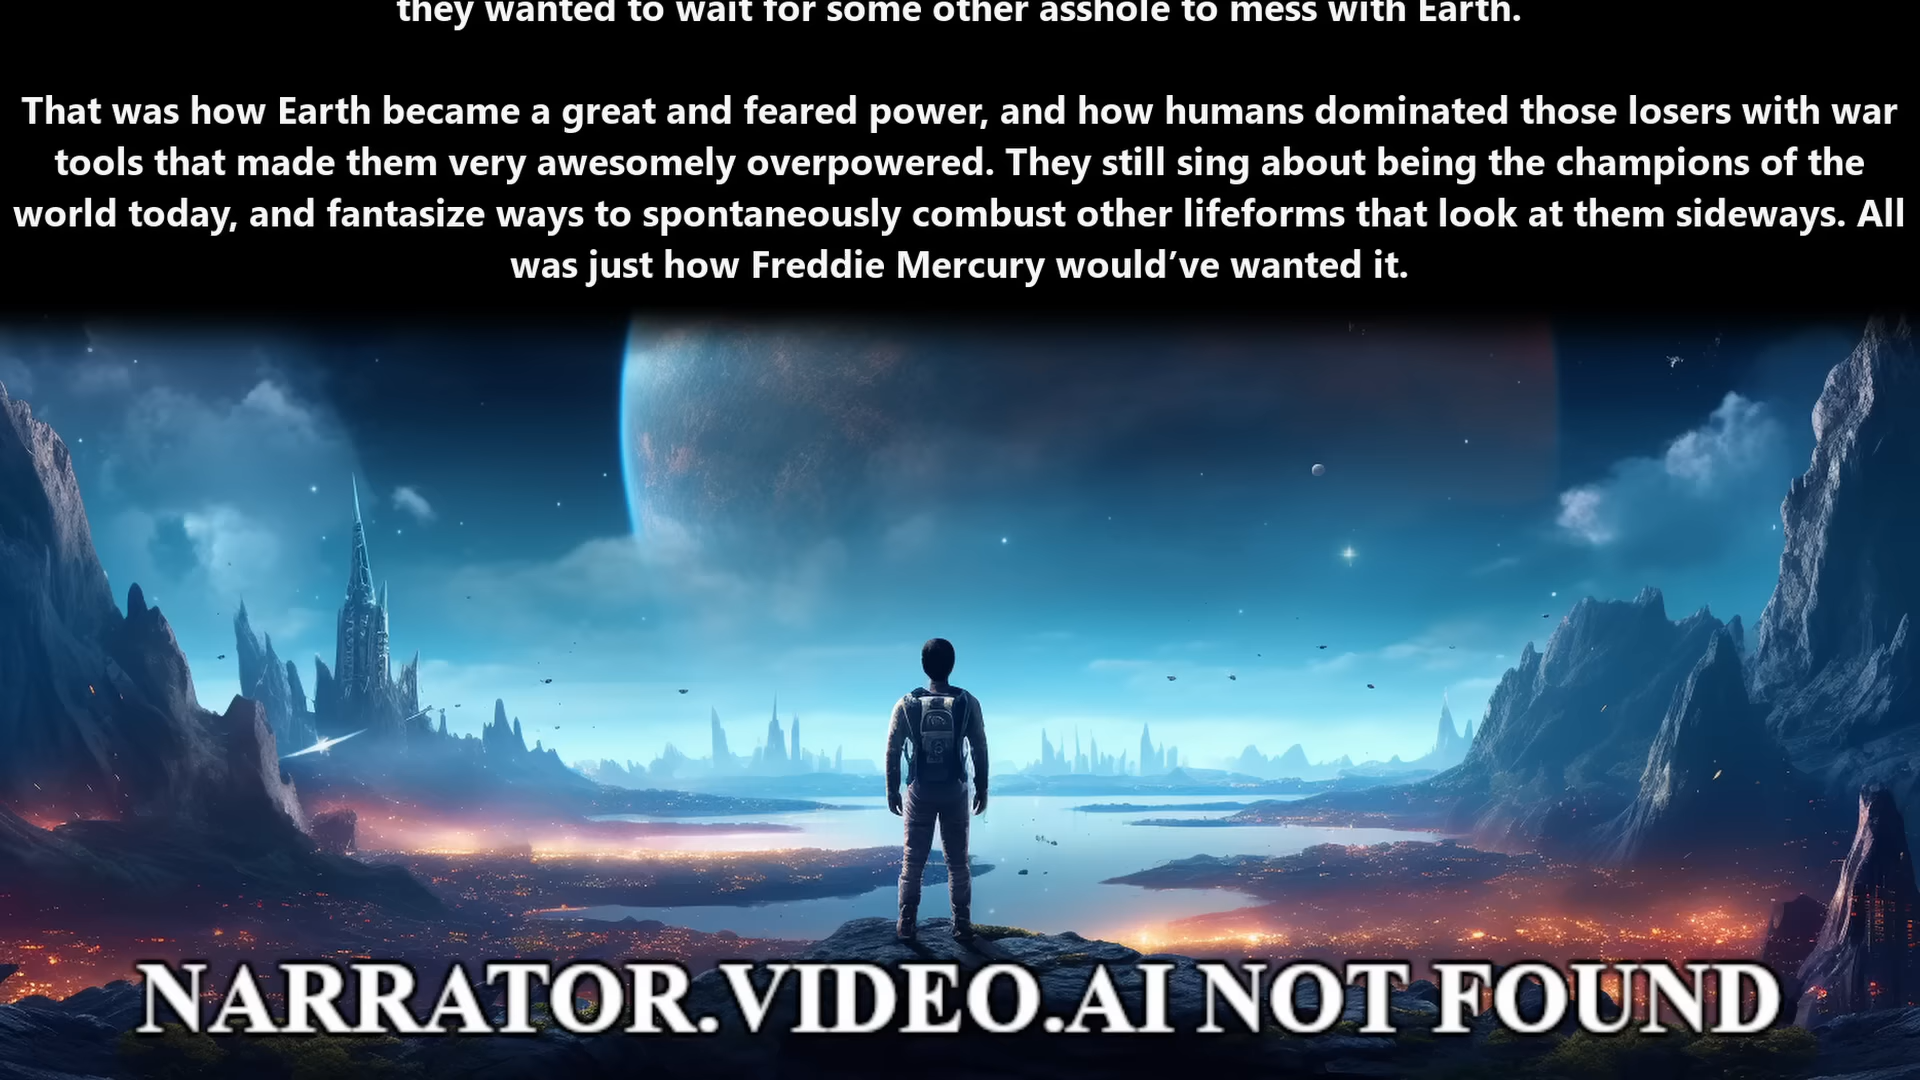 they wanted to wait for some other asshole to mess with Earth.
That was how Earth became a great and feared power, and how humans dominated those losers with war
tools that made them very awesomely overpowered. They still sing about being the champions of the
world today, and fantasize ways to spontaneously combust other lifeforms that look at them sideways. All
was just how Freddie Mercury would’ve wanted it.
NARRATOR.VIDEO.AI NOT FOUND